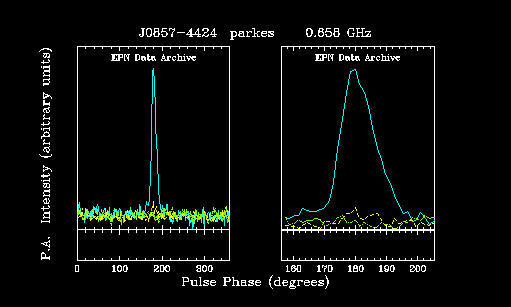 J0857-4424 parkes 0.658 GHz
EPN Data Archive EPN Data Archive
P.A. Intensity (arbitrary units)
0 100 200 300 160 170 180 190 200
Pulse Phase (degrees)